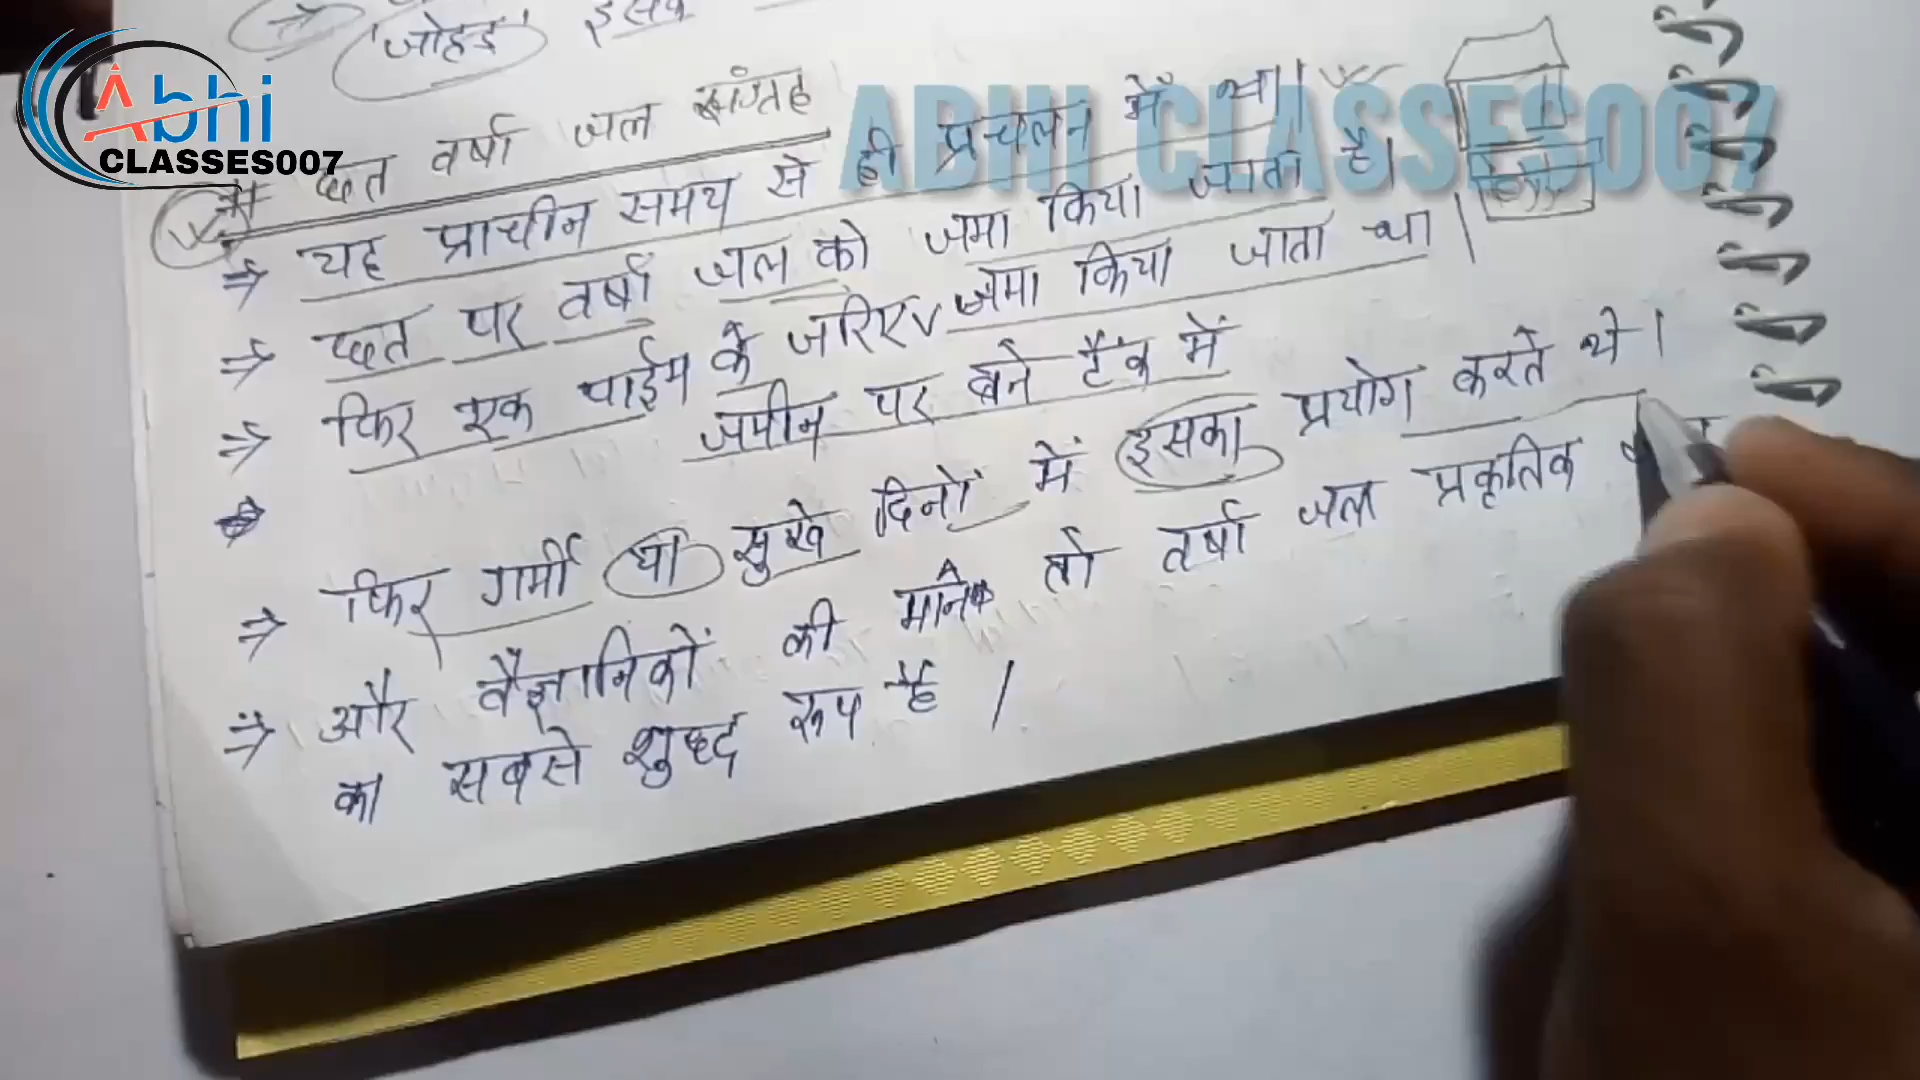 जोहड़ इसके
Abhi
CLASSES007
ABHI CLASSES007
छत वर्षा जल संग्रह
⇒ यह प्राचीन समय से ही प्रचलन में था।
⇒ छत पर वर्षा जल को जमा किया जाता है।
⇒ फिर एक पाईप के जरिए जमा किया जाता था।
जमीन पर बने टैंक में
⇒ फिर गर्मी या सुखे दिनों में इसका प्रयोग करते थे।
⇒ और वैज्ञानिकों की माने तो वर्षा जल प्रकृतिक
का सबसे शुद्ध रूप है।